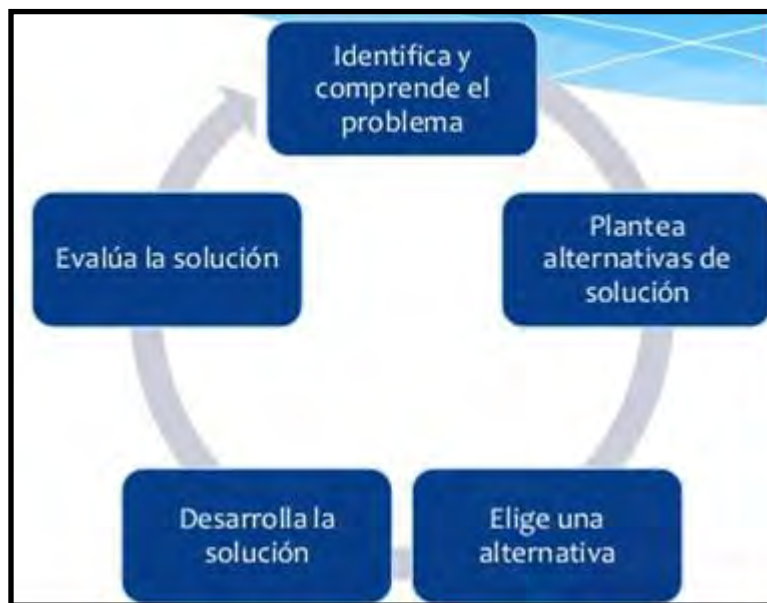 Identifica y
comprende el
problema
Plantea
alternativas de
solución
Elige una
alternativa
Desarrolla la
solución
Evalúa la solución